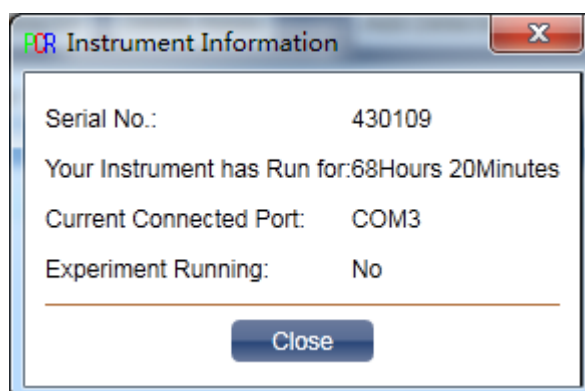 PCR Instrument Information
Serial No.: 430109
Your Instrument has Run for:68Hours 20Minutes
Current Connected Port: COM3
Experiment Running: No
Close